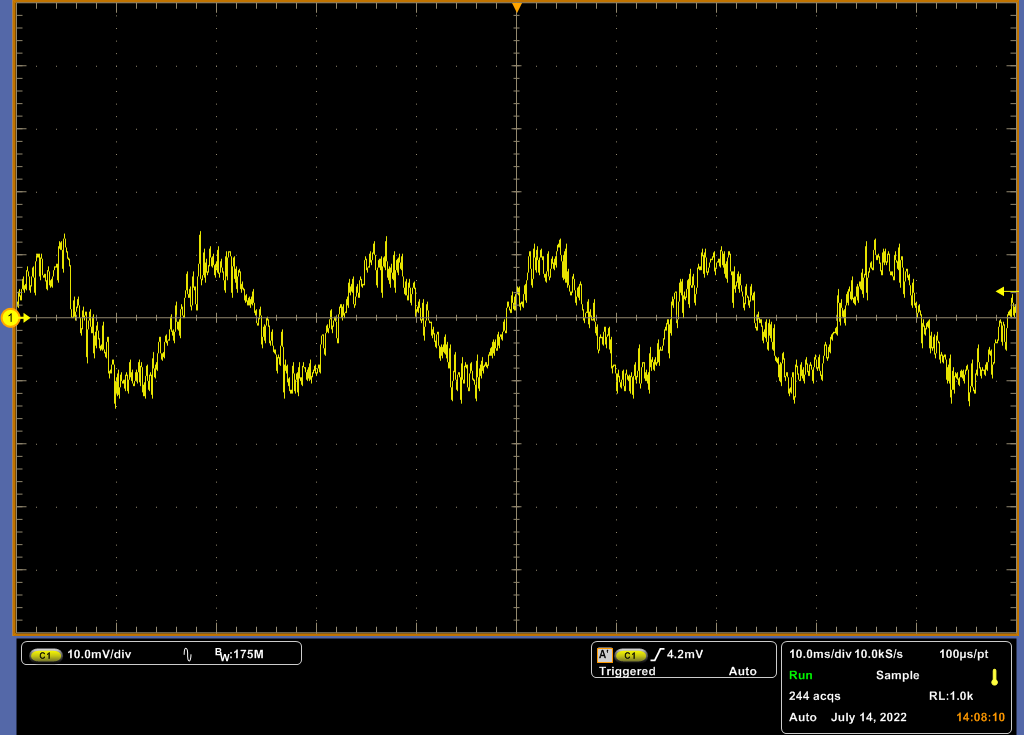 1
C1 10.0mV/div BW:175M
A' C1 4.2mV
Triggered Auto
10.0ms/div 10.0kS/s 100µs/pt
Run Sample
244 acqs RL:1.0k
Auto July 14, 2022 14:08:10